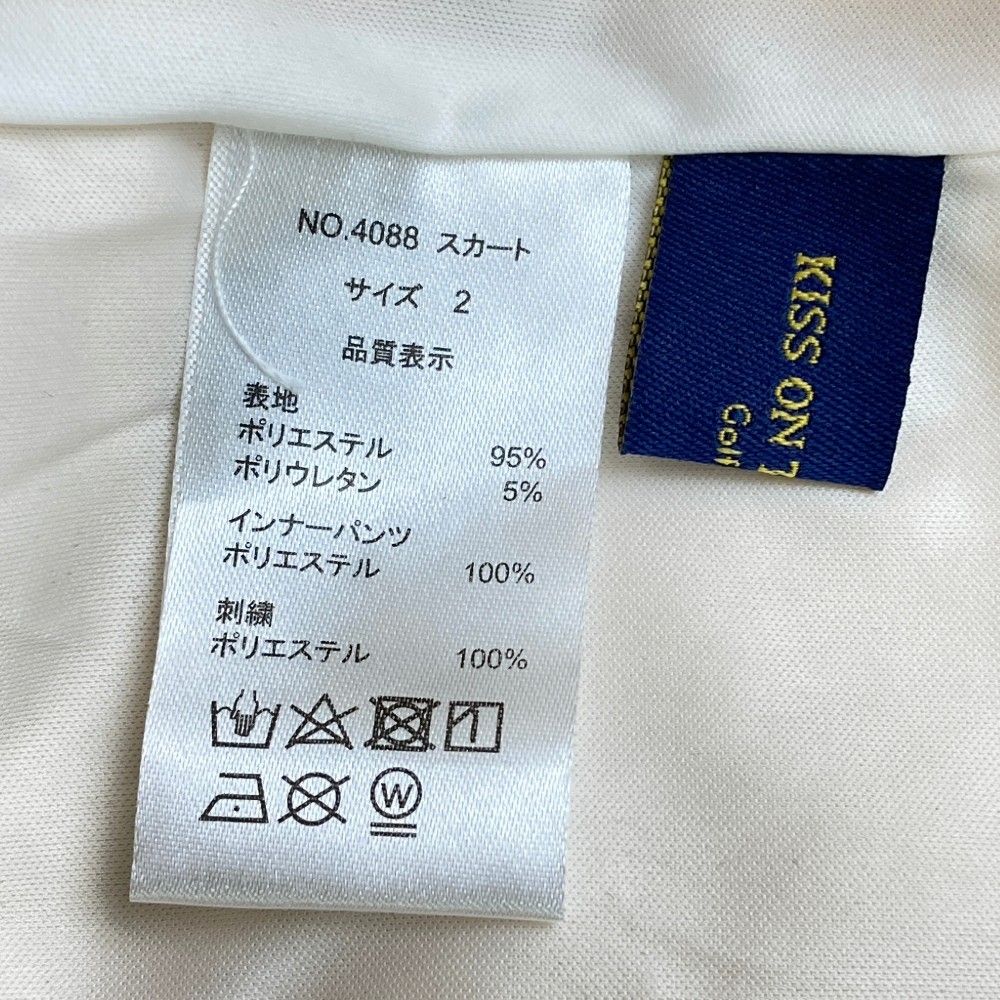 NO.4088 スカート
サイズ 2
品質表示
表地
ポリエステル 95%
ポリウレタン 5%
インナーパンツ
ポリエステル 100%
刺繍
ポリエステル 100%
W
KISS ON
Golf